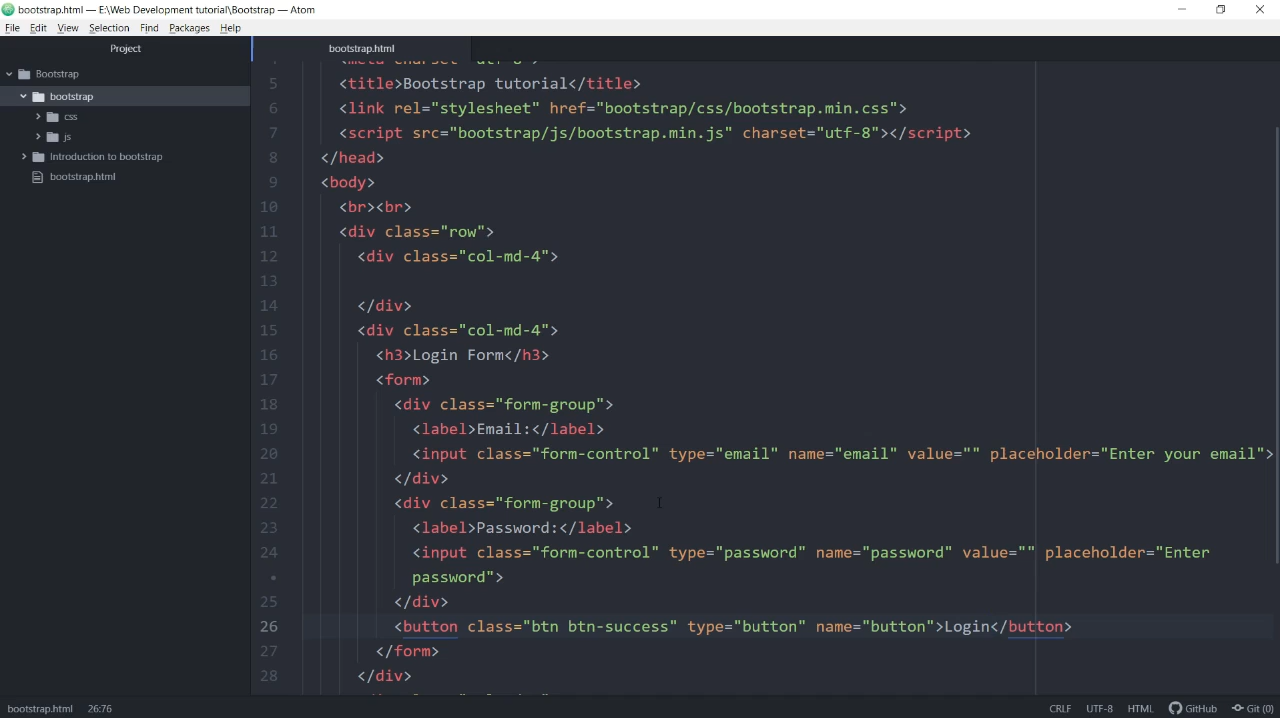 bootstrap.html — E:\Web Development tutorial\Bootstrap — Atom
File Edit View Selection Find Packages Help
Project
bootstrap.html
Bootstrap
bootstrap
css
js
Introduction to bootstrap
bootstrap.html
4 <meta charset="utf-8">
5 <title>Bootstrap tutorial</title>
6 <link rel="stylesheet" href="bootstrap/css/bootstrap.min.css">
7 <script src="bootstrap/js/bootstrap.min.js" charset="utf-8"></script>
8 </head>
9 <body>
10 <br><br>
11 <div class="row">
12 <div class="col-md-4">
13
14 </div>
15 <div class="col-md-4">
16 <h3>Login Form</h3>
17 <form>
18 <div class="form-group">
19 <label>Email:</label>
20 <input class="form-control" type="email" name="email" value="" placeholder="Enter your email">
21 </div>
22 <div class="form-group">
23 <label>Password:</label>
24 <input class="form-control" type="password" name="password" value="" placeholder="Enter
• password">
25 </div>
26 <button class="btn btn-success" type="button" name="button">Login</button>
27 </form>
28 </div>
bootstrap.html 26:76 CRLF UTF-8 HTML GitHub Git (0)